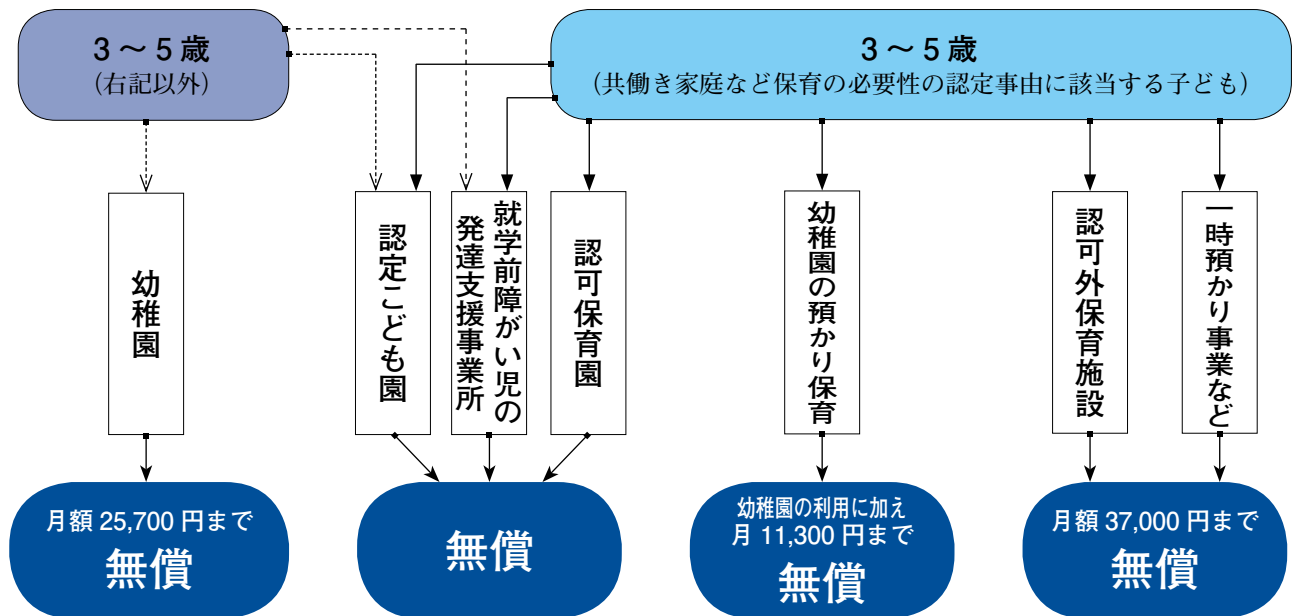 3～5歳
（右記以外）
3～5歳
（共働き家庭など保育の必要性の認定事由に該当する子ども）
幼稚園
認定こども園
就学前障がい児の
発達支援事業所
認可保育園
幼稚園の預かり保育
認可外保育施設
一時預かり事業など
月額 25,700 円まで
無償
無償
幼稚園の利用に加え
月 11,300 円まで
無償
月額 37,000 円まで
無償